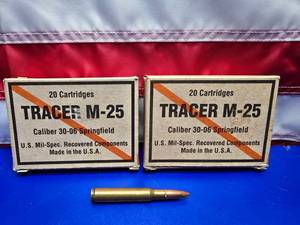 20 Cartridges
TRACER M-25
Caliber 30-06 Springfield
U.S. Mil-Spec. Recovered Components
Made in the U.S.A.
20 Cartridges
TRACER M-25
Caliber 30-06 Springfield
U.S. Mil-Spec. Recovered Components
Made in the U.S.A.